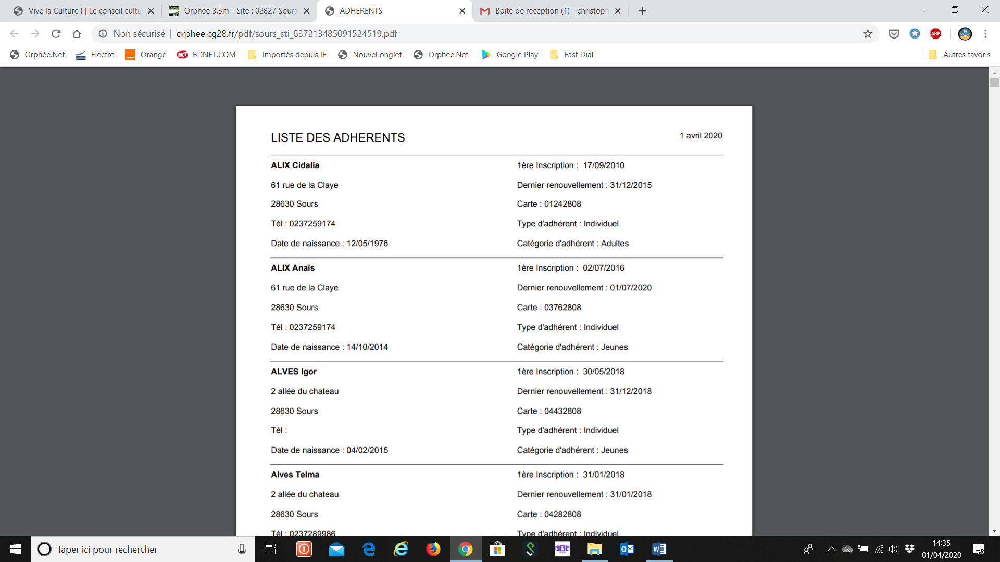 Vive la Culture ! | Le conseil cultu
Orphée 3.3m - Site : 02827 Sours
ADHERENTS
Boîte de réception (1) - christoph
Non sécurisé | orphee.cg28.fr/pdf/sours_sti_637213485091524519.pdf
ABP
Orphée.Net Electre Orange BDNET.COM Importés depuis IE Nouvel onglet Orphée.Net Google Play Fast Dial Autres favoris
LISTE DES ADHERENTS 1 avril 2020
ALIX Cidalia 1ère Inscription : 17/09/2010
61 rue de la Claye Dernier renouvellement : 31/12/2015
28630 Sours Carte : 01242808
Tél : 0237259174 Type d'adhérent : Individuel
Date de naissance : 12/05/1976 Catégorie d'adhérent : Adultes
ALIX Anaïs 1ère Inscription : 02/07/2016
61 rue de la Claye Dernier renouvellement : 01/07/2020
28630 Sours Carte : 03762808
Tél : 0237259174 Type d'adhérent : Individuel
Date de naissance : 14/10/2014 Catégorie d'adhérent : Jeunes
ALVES Igor 1ère Inscription : 30/05/2018
2 allée du chateau Dernier renouvellement : 31/12/2018
28630 Sours Carte : 04432808
Tél : Type d'adhérent : Individuel
Date de naissance : 04/02/2015 Catégorie d'adhérent : Jeunes
Alves Telma 1ère Inscription : 31/01/2018
2 allée du chateau Dernier renouvellement : 31/01/2018
28630 Sours Carte : 04282808
Tél : 0237289986 Type d'adhérent : Individuel
Taper ici pour rechercher
14:35
01/04/2020